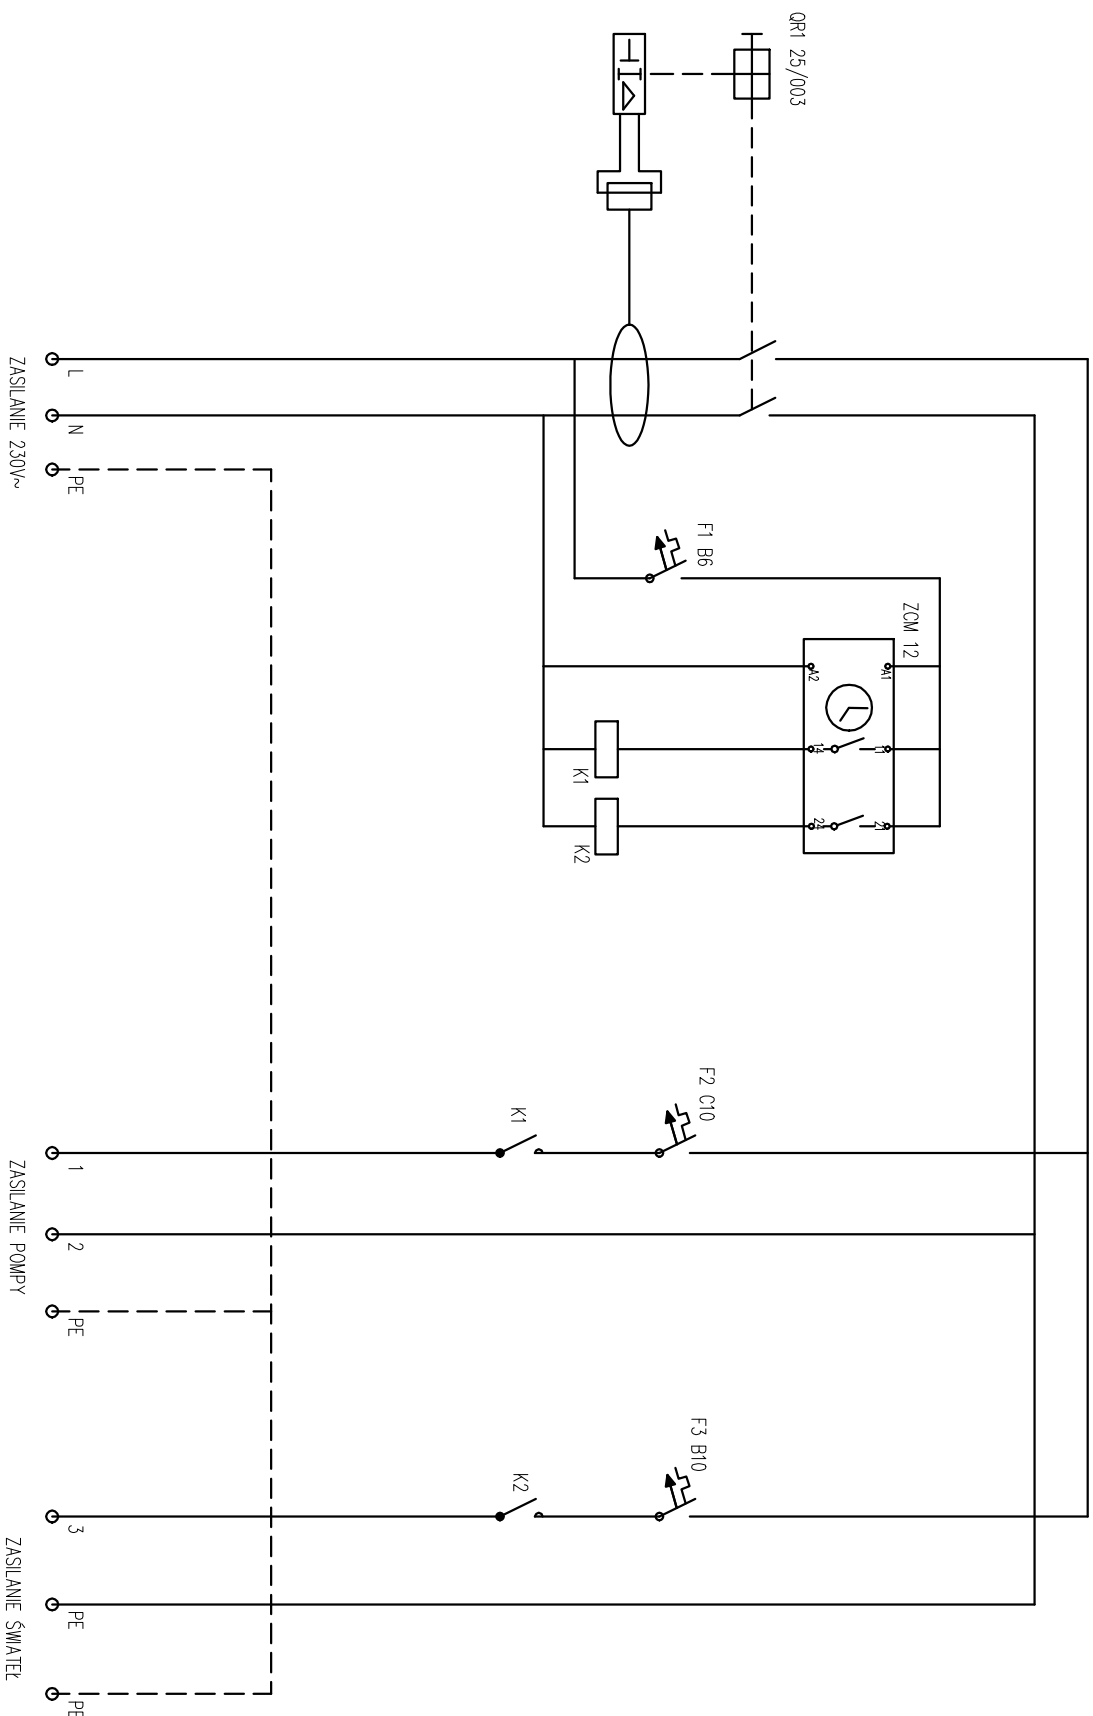 QR1 25/003
L
N
PE
ZASILANIE 230V~
F1 B6
ZCM 12
A1
A2
11
14
21
24
K1
K2
F2 C10
K1
1
2
PE
ZASILANIE POMPY
F3 B10
K2
3
PE
PE
ZASILANIE ŚWIATEŁ